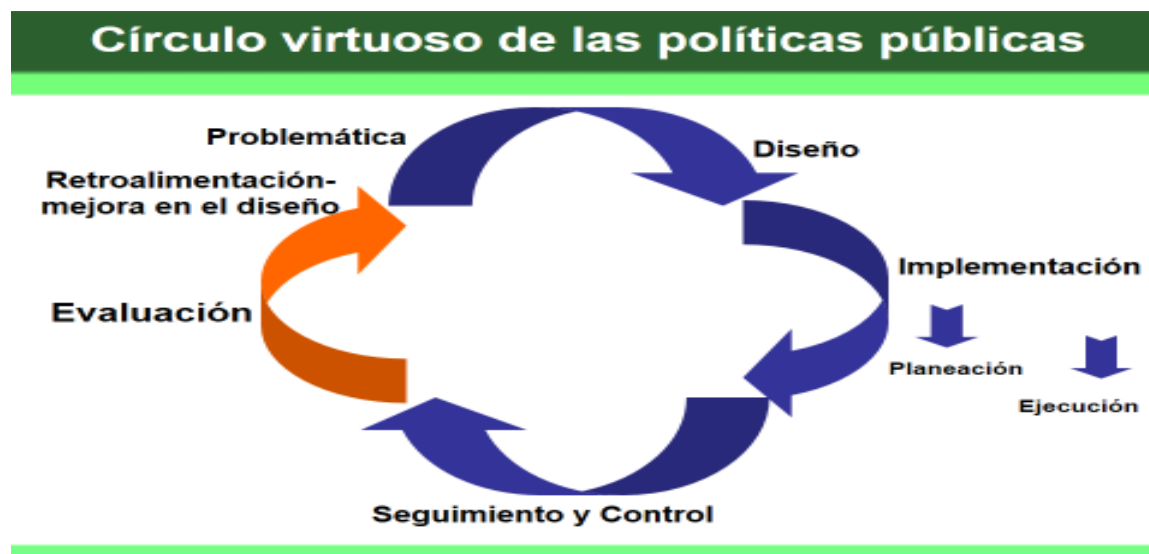 Círculo virtuoso de las políticas públicas
Problemática
Diseño
Retroalimentación-
mejora en el diseño
Implementación
Evaluación
Planeación
Ejecución
Seguimiento y Control